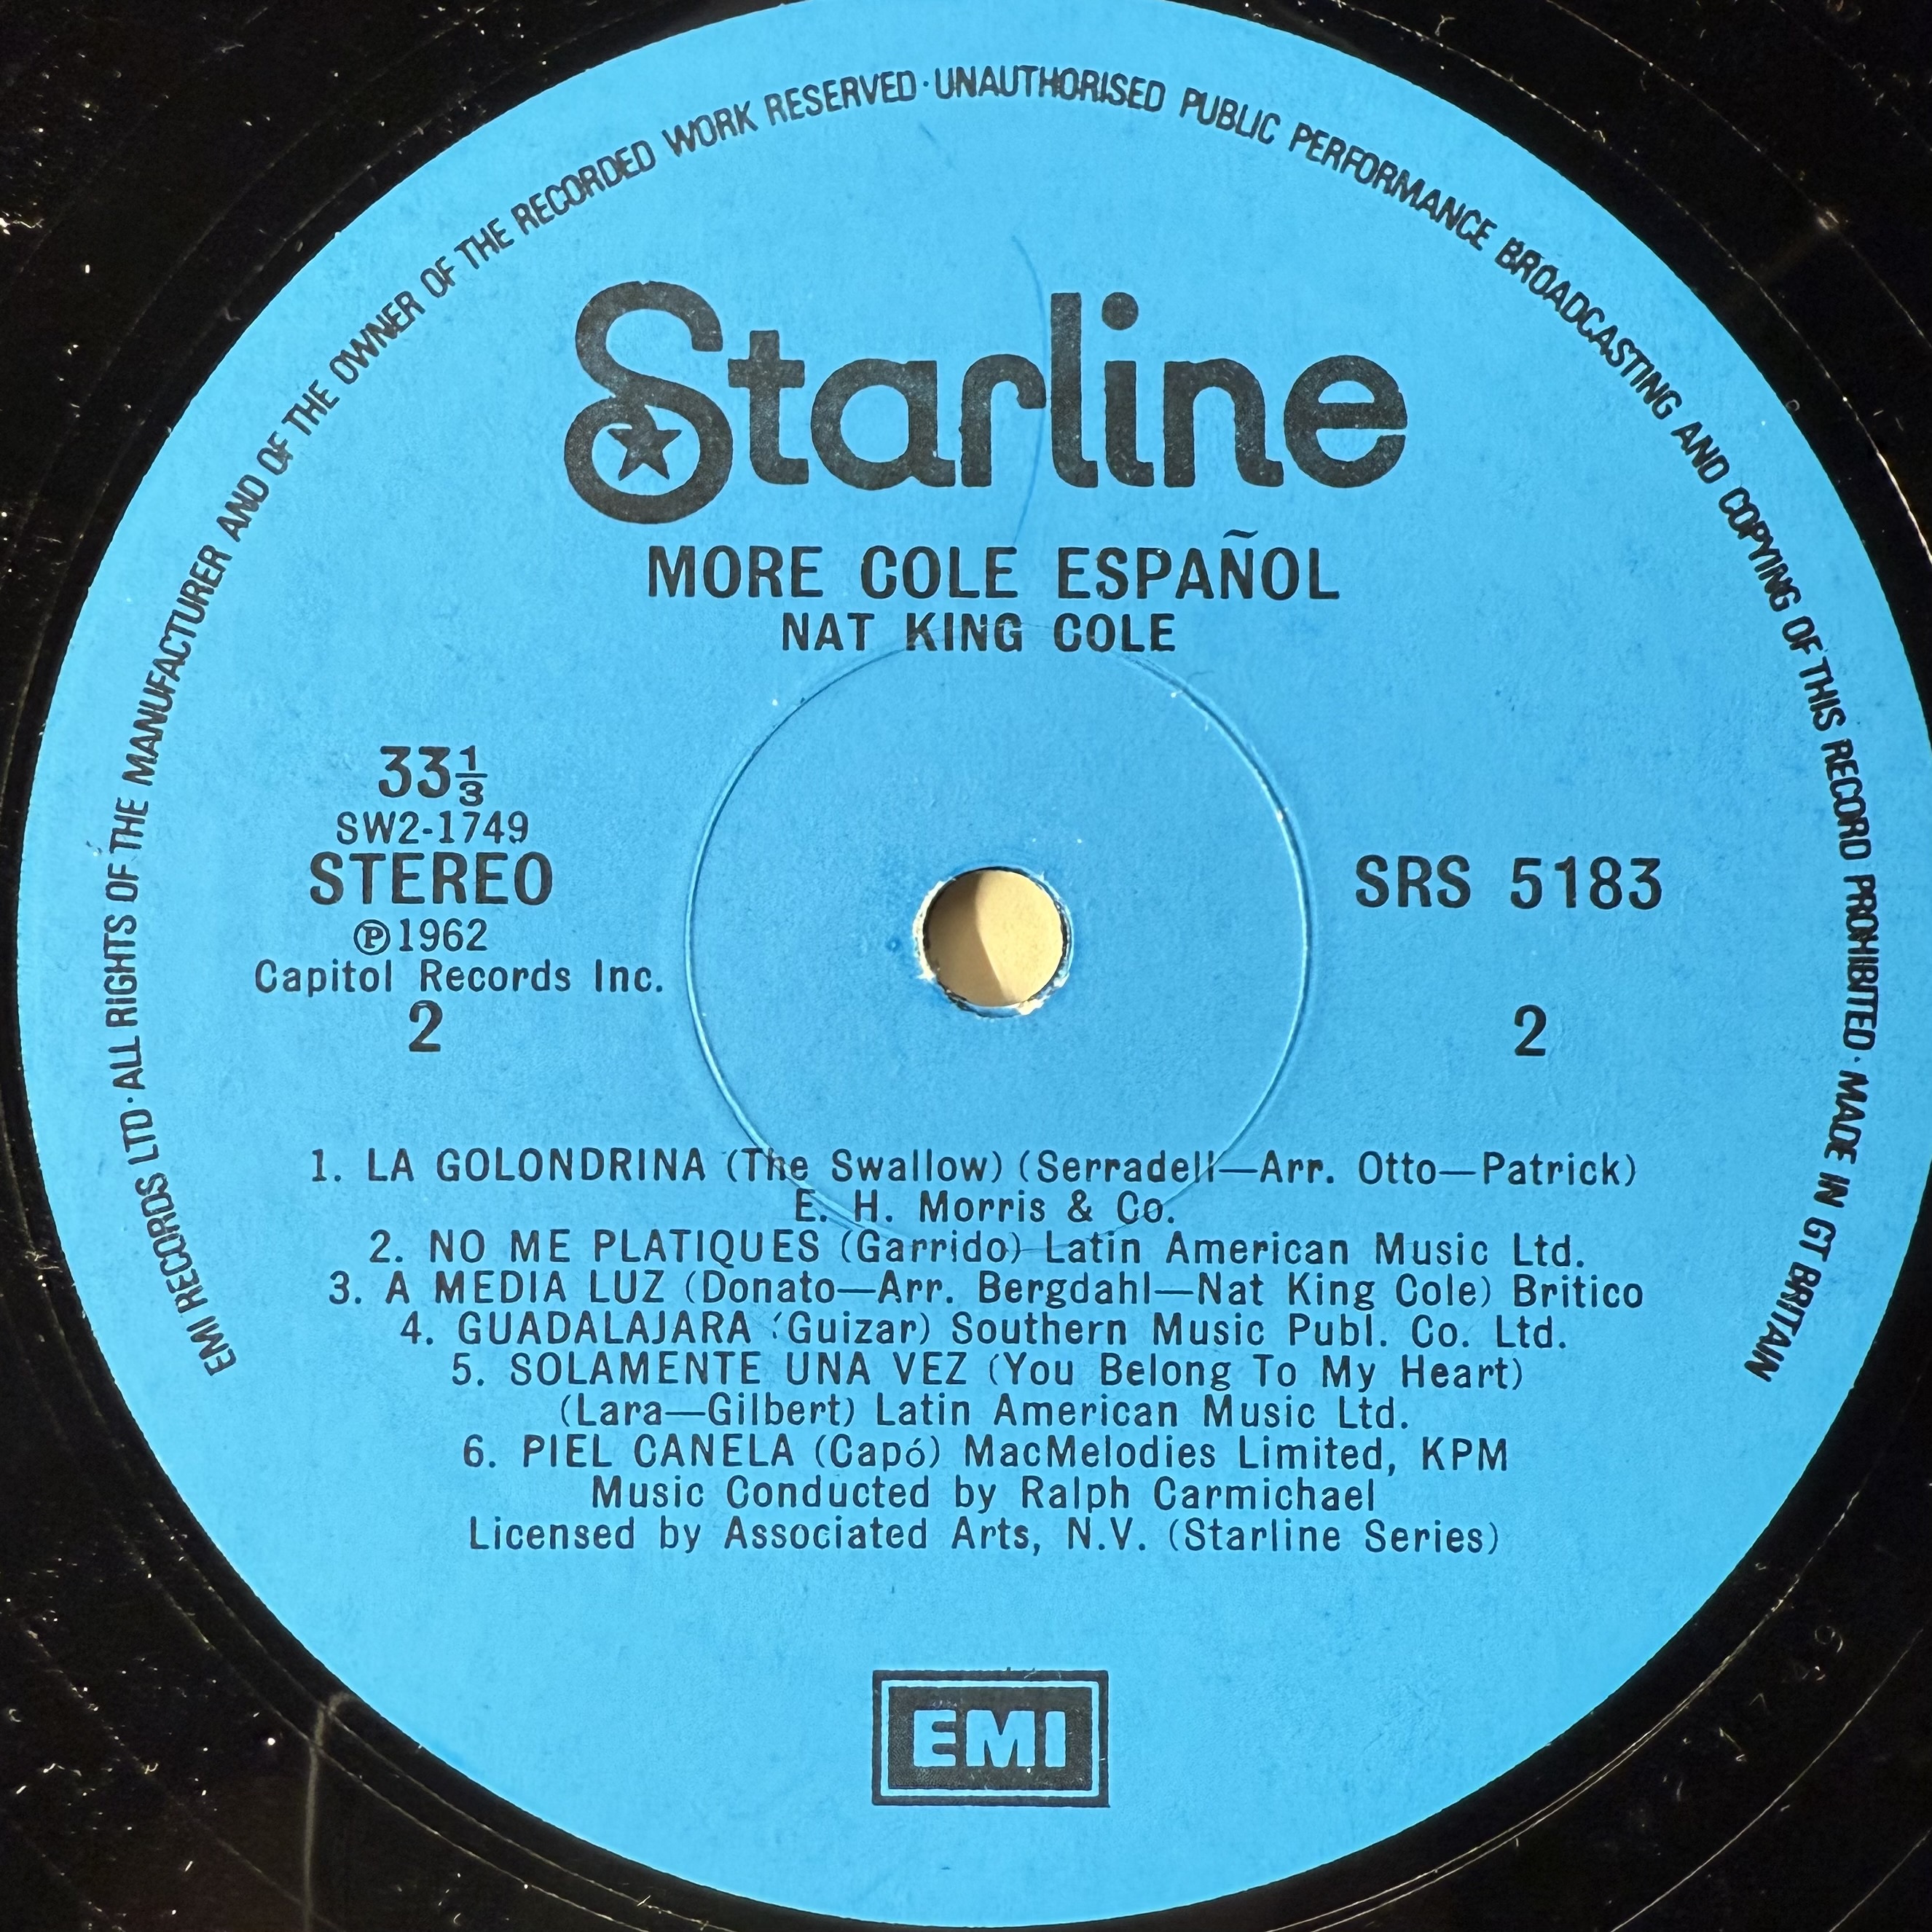 EMI RECORDS LTD · ALL RIGHTS OF THE MANUFACTURER AND OF THE OWNER OF THE RECORDED WORK RESERVED · UNAUTHORISED PUBLIC PERFORMANCE BROADCASTING AND COPYING OF THIS RECORD PROHIBITED · MADE IN GT BRITAIN
Starline
MORE COLE ESPAÑOL
NAT KING COLE
33⅓
SW2-1749
STEREO
℗1962
Capitol Records Inc.
2
SRS 5183
2
1. LA GOLONDRINA (The Swallow) (Serradell—Arr. Otto—Patrick)
E. H. Morris & Co.
2. NO ME PLATIQUES (Garrido) Latin American Music Ltd.
3. A MEDIA LUZ (Donato—Arr. Bergdahl—Nat King Cole) Britico
4. GUADALAJARA (Guizar) Southern Music Publ. Co. Ltd.
5. SOLAMENTE UNA VEZ (You Belong To My Heart)
(Lara—Gilbert) Latin American Music Ltd.
6. PIEL CANELA (Capó) MacMelodies Limited, KPM
Music Conducted by Ralph Carmichael
Licensed by Associated Arts, N.V. (Starline Series)
EMI